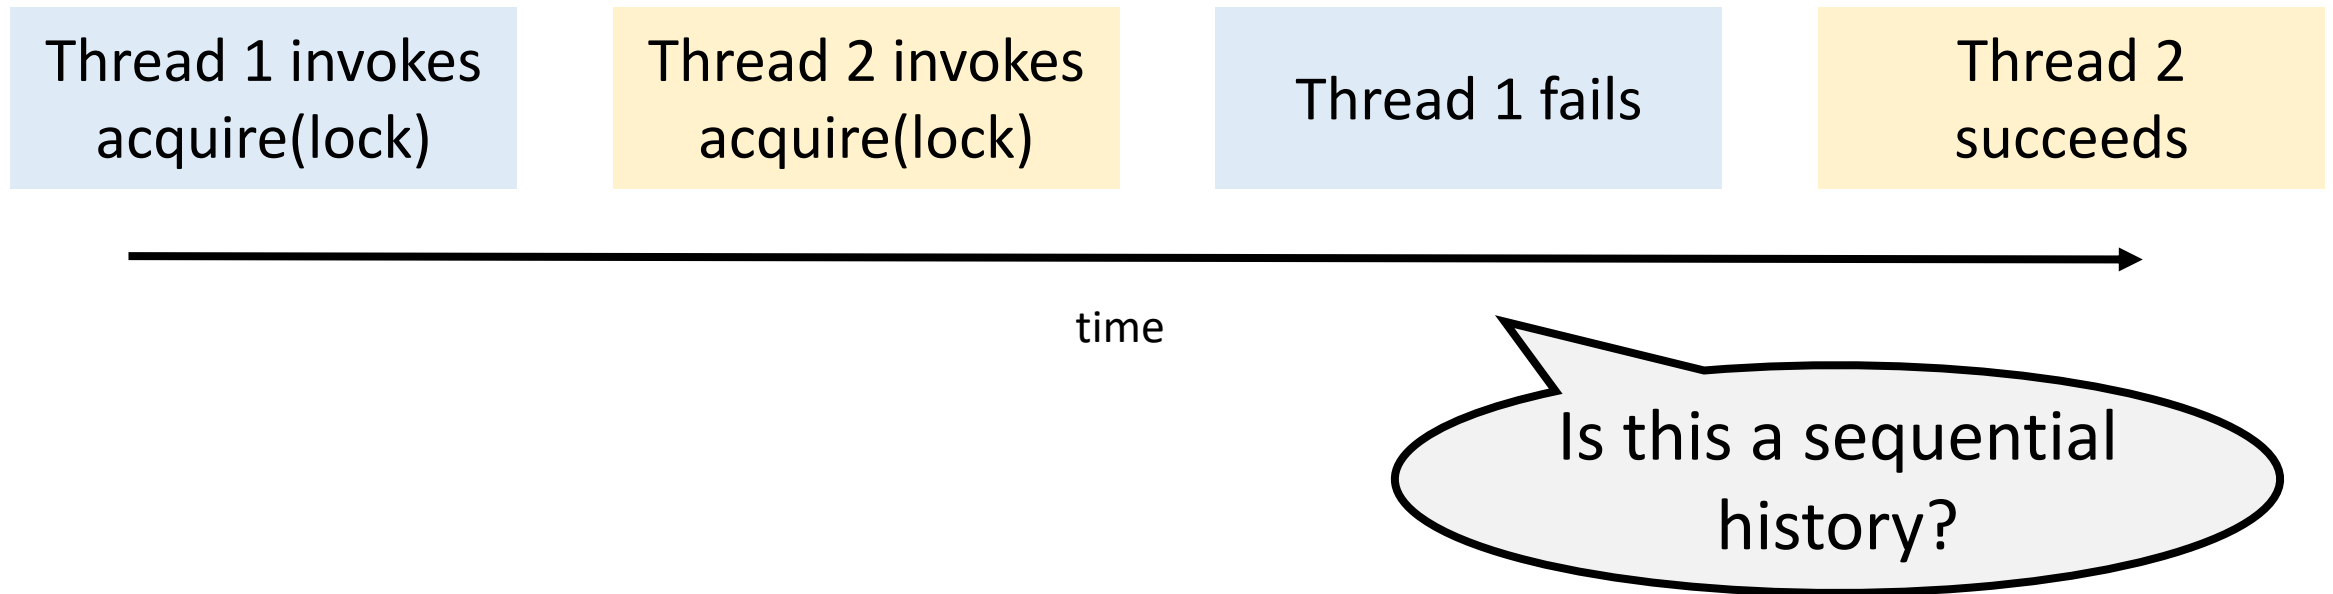 Thread 1 invokes
acquire(lock)
Thread 2 invokes
acquire(lock)
Thread 1 fails
Thread 2
succeeds
time
Is this a sequential
history?